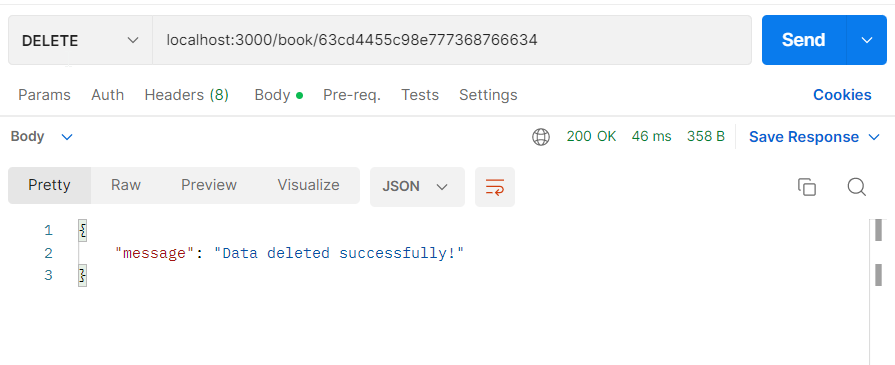 DELETE localhost:3000/book/63cd4455c98e777368766634 Send
Params Auth Headers (8) Body Pre-req. Tests Settings Cookies
Body 200 OK 46 ms 358 B Save Response
Pretty Raw Preview Visualize JSON
1 {
2 "message": "Data deleted successfully!"
3 }